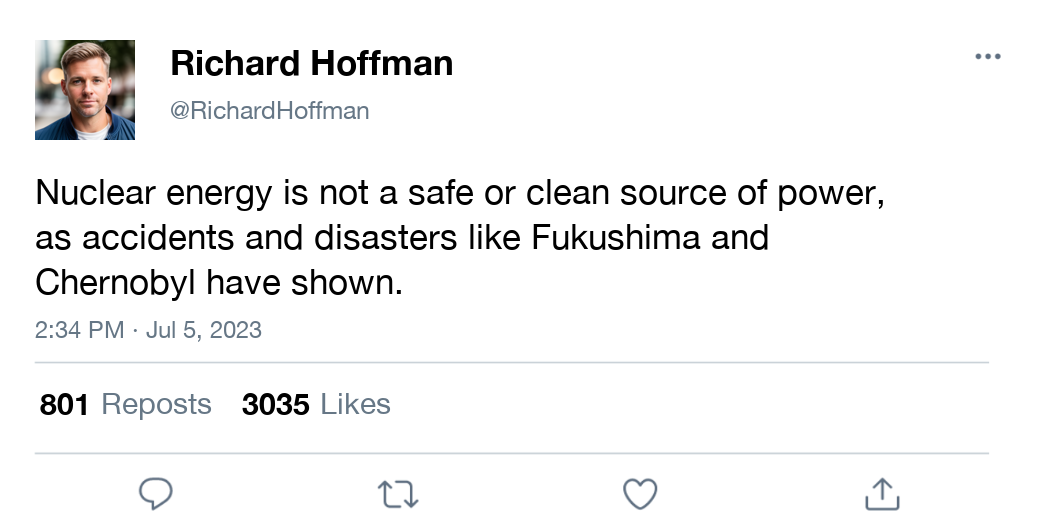 Richard Hoffman
@RichardHoffman
Nuclear energy is not a safe or clean source of power,
as accidents and disasters like Fukushima and
Chernobyl have shown.
2:34 PM · Jul 5, 2023
801 Reposts 3035 Likes